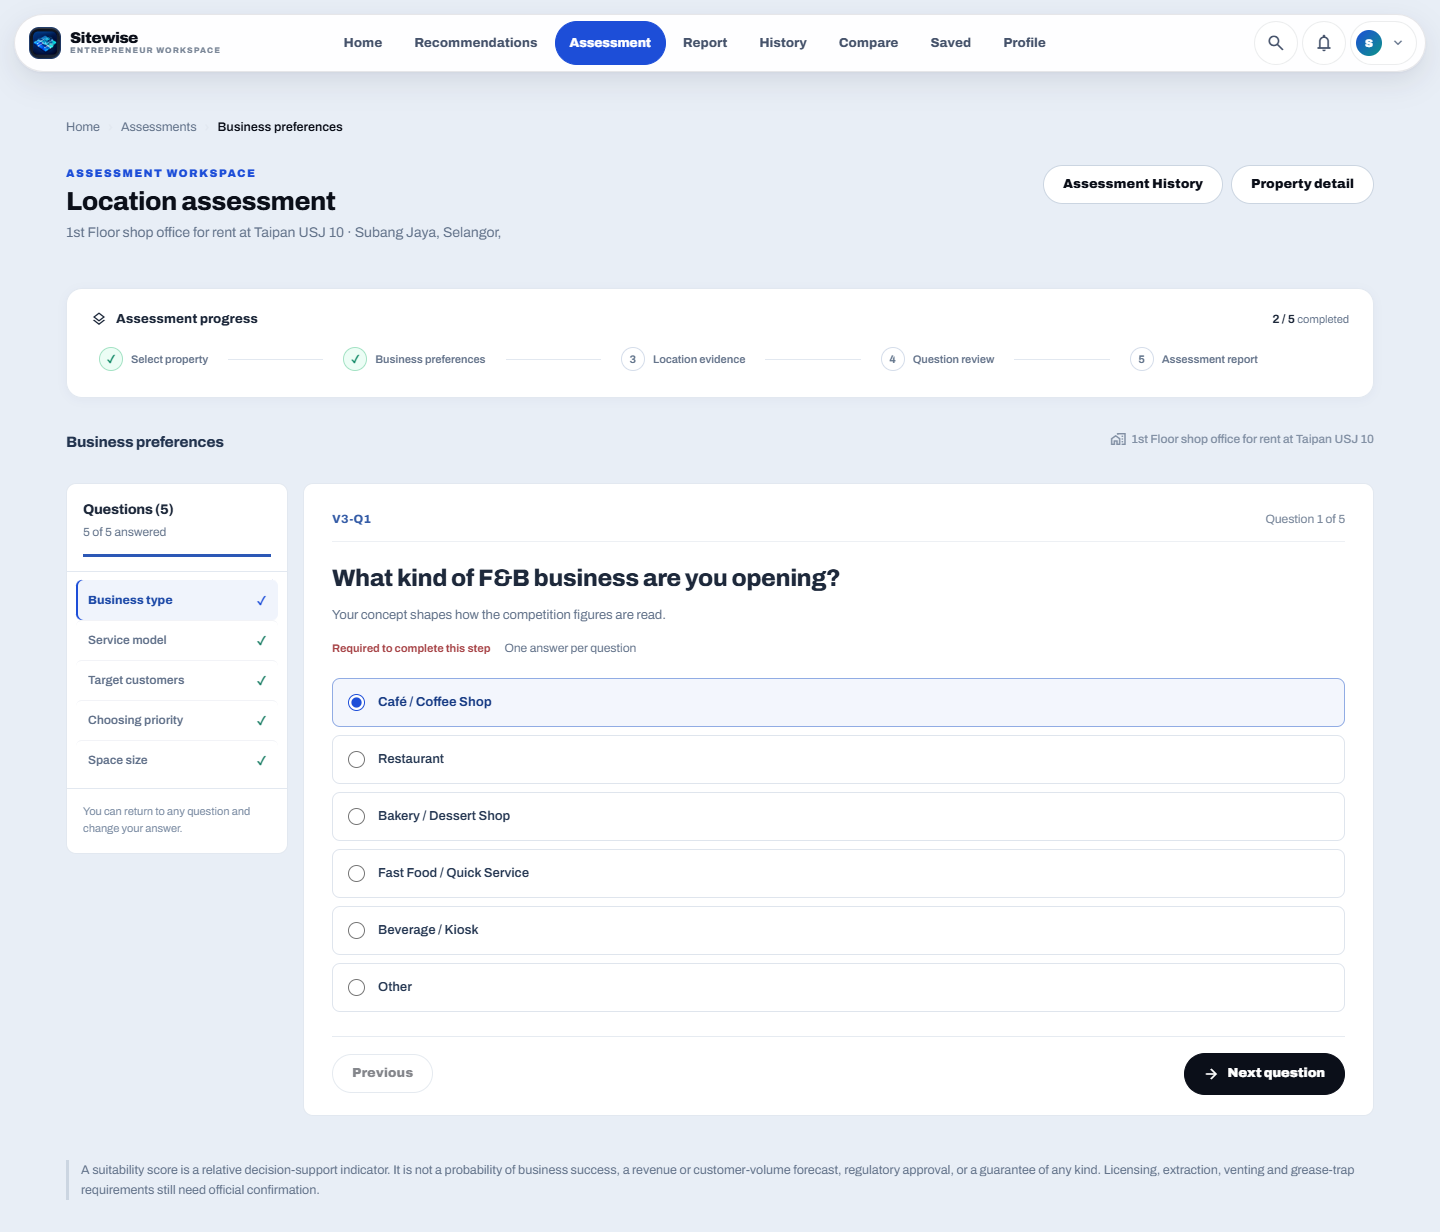 Sitewise
ENTREPRENEUR WORKSPACE
Home
Recommendations
Assessment
Report
History
Compare
Saved
Profile
S
Home
Assessments
Business preferences
ASSESSMENT WORKSPACE
Location assessment
1st Floor shop office for rent at Taipan USJ 10 · Subang Jaya, Selangor,
Assessment History
Property detail
Assessment progress
2 / 5 completed
Select property
Business preferences
3 Location evidence
4 Question review
5 Assessment report
Business preferences
1st Floor shop office for rent at Taipan USJ 10
Questions (5)
5 of 5 answered
Business type
Service model
Target customers
Choosing priority
Space size
You can return to any question and
change your answer.
V3-Q1
Question 1 of 5
What kind of F&B business are you opening?
Your concept shapes how the competition figures are read.
Required to complete this step
One answer per question
Café / Coffee Shop
Restaurant
Bakery / Dessert Shop
Fast Food / Quick Service
Beverage / Kiosk
Other
Previous
Next question
A suitability score is a relative decision-support indicator. It is not a probability of business success, a revenue or customer-volume forecast, regulatory approval, or a guarantee of any kind. Licensing, extraction, venting and grease-trap
requirements still need official confirmation.